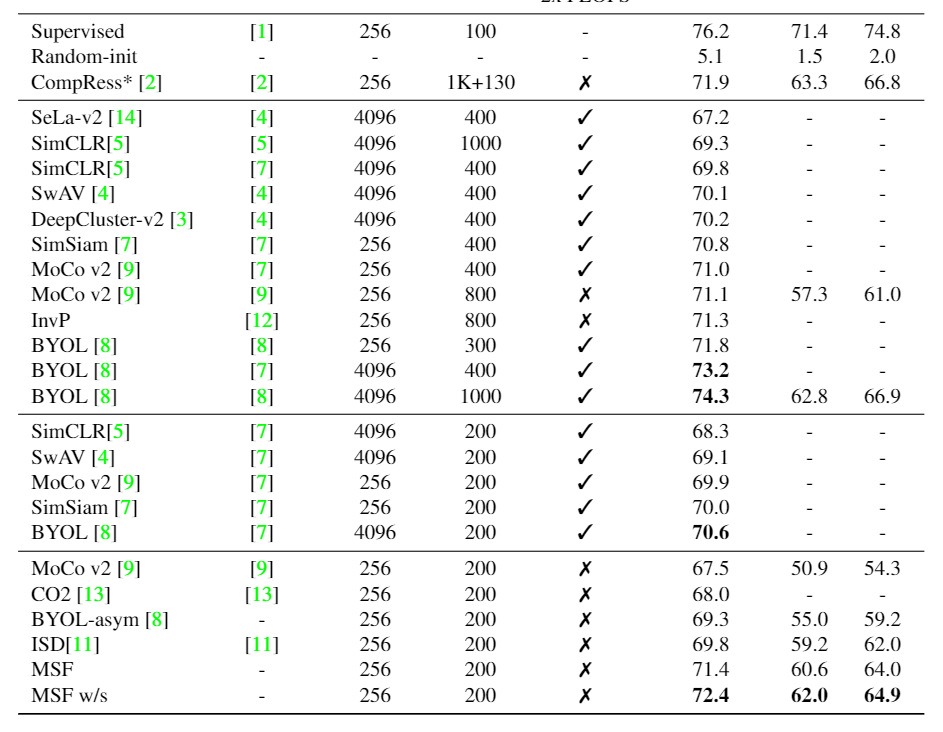 2x FLOPS
Supervised [1] 256 100 - 76.2 71.4 74.8
Random-init - - - - 5.1 1.5 2.0
CompRess* [2] [2] 256 1K+130 ✗ 71.9 63.3 66.8
SeLa-v2 [14] [4] 4096 400 ✓ 67.2 - -
SimCLR[5] [5] 4096 1000 ✓ 69.3 - -
SimCLR[5] [7] 4096 400 ✓ 69.8 - -
SwAV [4] [4] 4096 400 ✓ 70.1 - -
DeepCluster-v2 [3] [4] 4096 400 ✓ 70.2 - -
SimSiam [7] [7] 256 400 ✓ 70.8 - -
MoCo v2 [9] [7] 256 400 ✓ 71.0 - -
MoCo v2 [9] [9] 256 800 ✗ 71.1 57.3 61.0
InvP [12] 256 800 ✗ 71.3 - -
BYOL [8] [8] 256 300 ✓ 71.8 - -
BYOL [8] [7] 4096 400 ✓ 73.2 - -
BYOL [8] [8] 4096 1000 ✓ 74.3 62.8 66.9
SimCLR[5] [7] 4096 200 ✓ 68.3 - -
SwAV [4] [7] 4096 200 ✓ 69.1 - -
MoCo v2 [9] [7] 256 200 ✓ 69.9 - -
SimSiam [7] [7] 256 200 ✓ 70.0 - -
BYOL [8] [7] 4096 200 ✓ 70.6 - -
MoCo v2 [9] [9] 256 200 ✗ 67.5 50.9 54.3
CO2 [13] [13] 256 200 ✗ 68.0 - -
BYOL-asym [8] - 256 200 ✗ 69.3 55.0 59.2
ISD[11] [11] 256 200 ✗ 69.8 59.2 62.0
MSF - 256 200 ✗ 71.4 60.6 64.0
MSF w/s - 256 200 ✗ 72.4 62.0 64.9